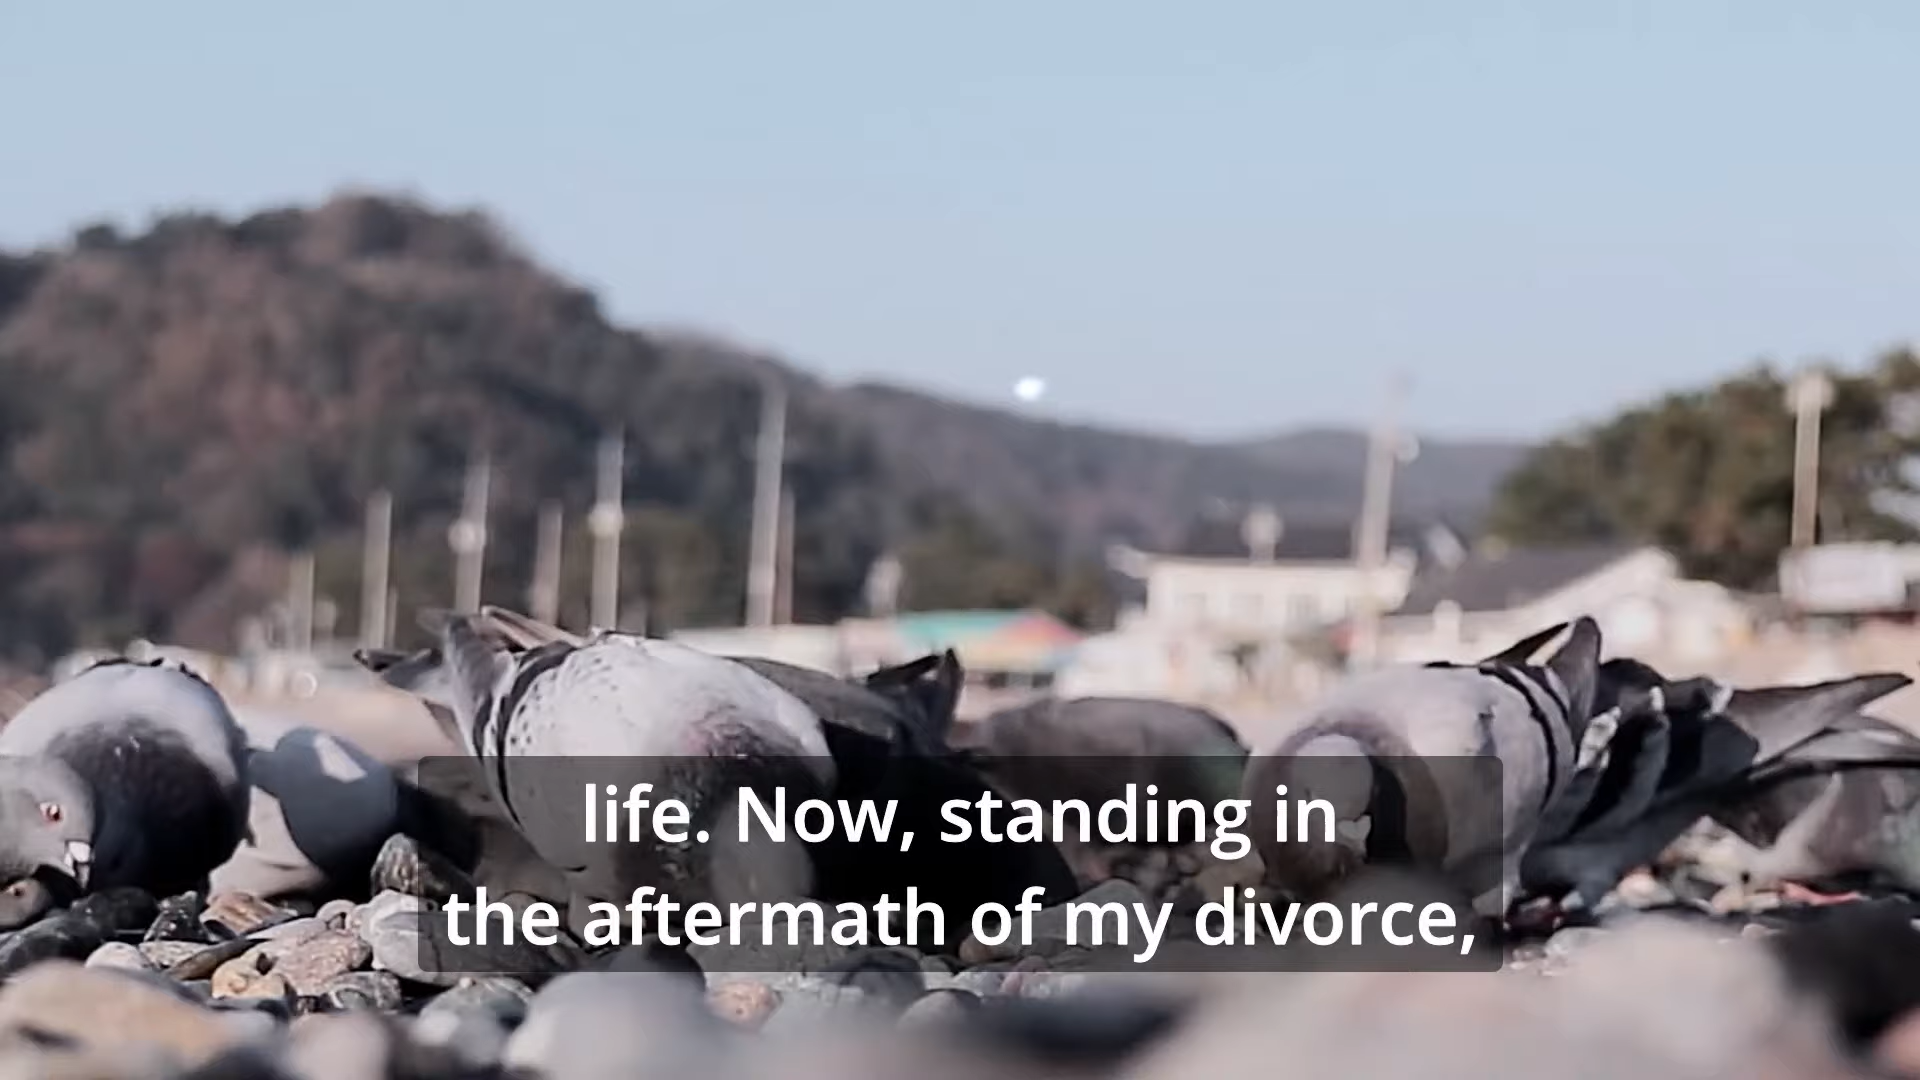 life. Now, standing in
the aftermath of my divorce,